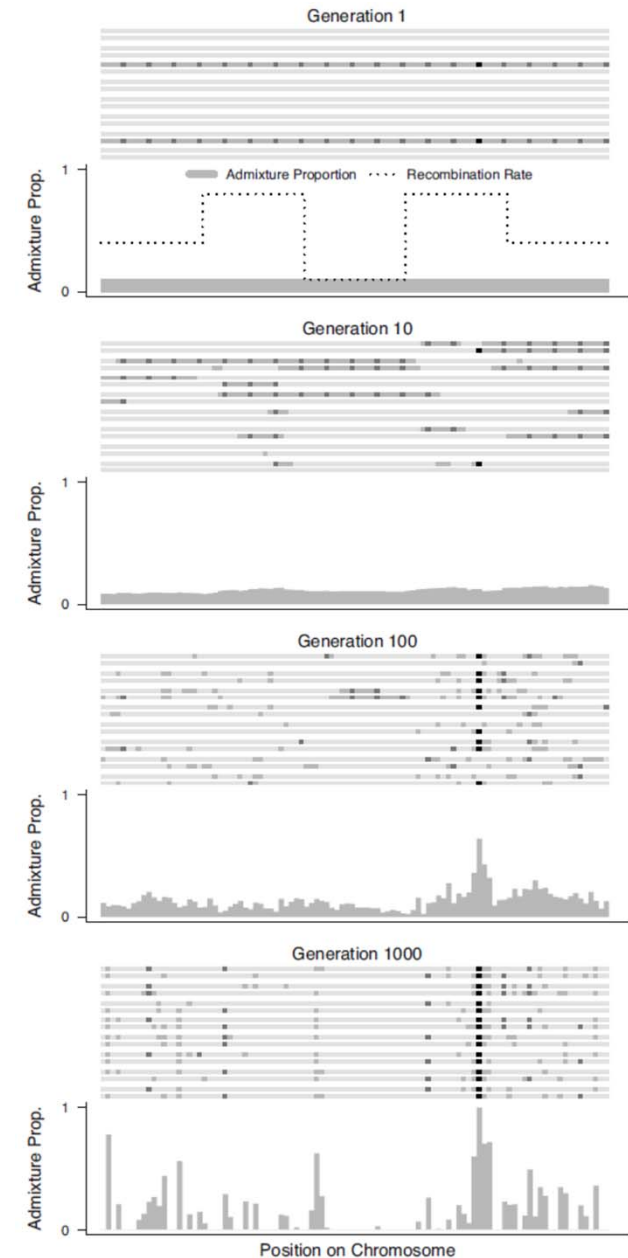 Generation 1
Admixture Prop.
1
Admixture Proportion
Recombination Rate
0
Generation 10
Admixture Prop.
1
0
Generation 100
Admixture Prop.
1
0
Generation 1000
Admixture Prop.
1
0
Position on Chromosome